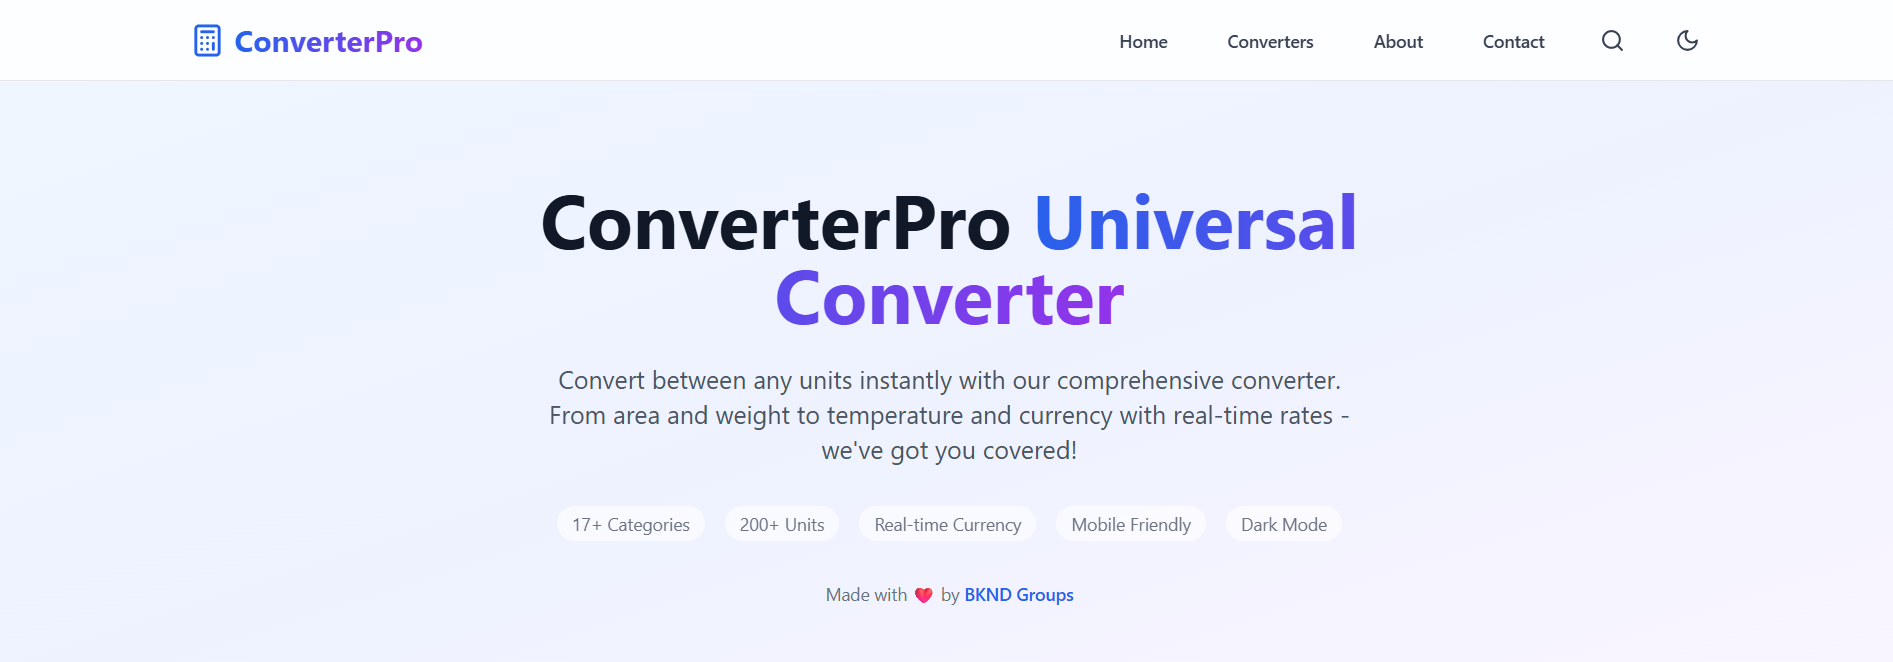 ConverterPro
Home
Converters
About
Contact
ConverterPro Universal
Converter
Convert between any units instantly with our comprehensive converter.
From area and weight to temperature and currency with real-time rates -
we've got you covered!
17+ Categories
200+ Units
Real-time Currency
Mobile Friendly
Dark Mode
Made with ❤️ by BKND Groups